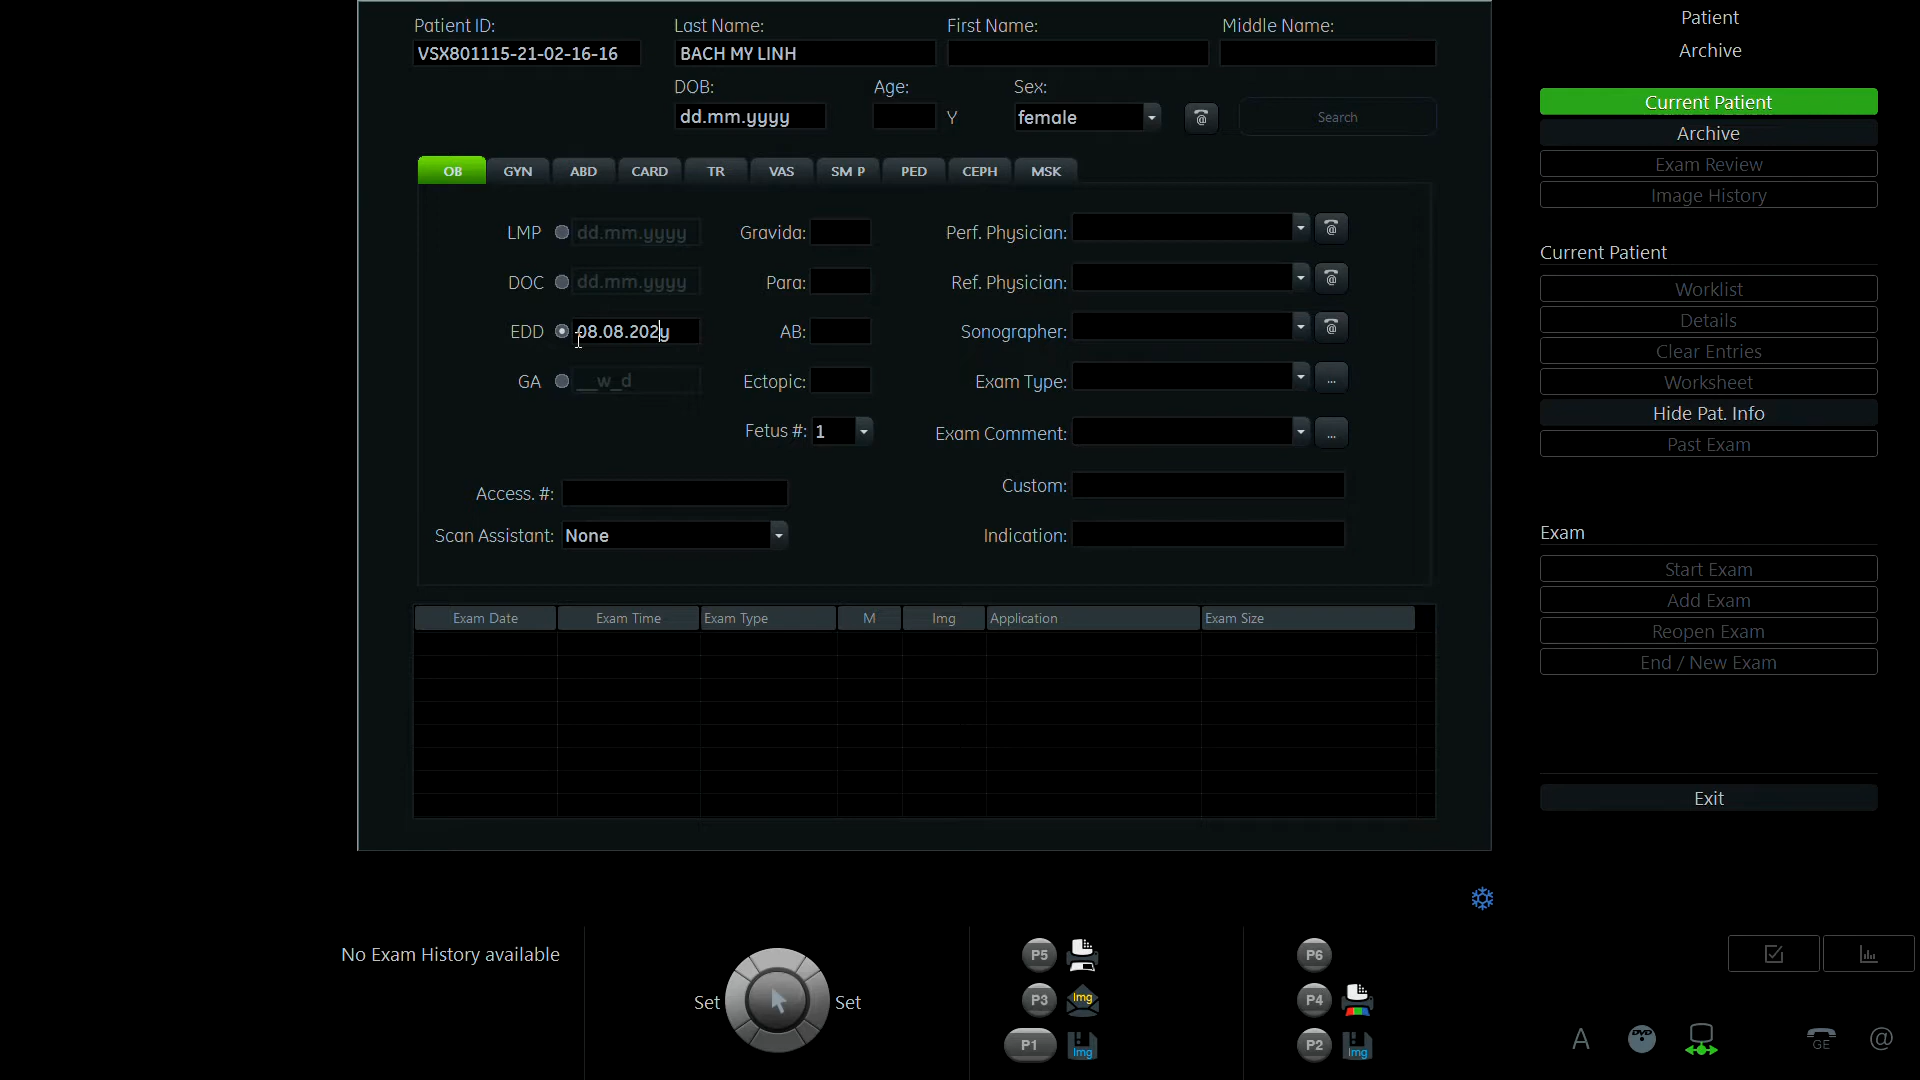 Patient ID: Last Name: First Name: Middle Name:
VSX801115-21-02-16-16 BACH MY LINH
DOB: Age: Sex:
dd.mm.yyyy Y female @ Search
OB GYN ABD CARD TR VAS SM P PED CEPH MSK
LMP dd.mm.yyyy Gravida: Perf. Physician: @
DOC dd.mm.yyyy Para: Ref. Physician: @
EDD 08.08.202y AB: Sonographer: @
GA __w_d Ectopic: Exam Type: ...
Fetus #: 1 Exam Comment: ...
Access. #: Custom:
Scan Assistant: None Indication:
Exam Date Exam Time Exam Type M Img Application Exam Size
Patient
Archive
Current Patient
Archive
Exam Review
Image History
Current Patient
Worklist
Details
Clear Entries
Worksheet
Hide Pat. Info
Past Exam
Exam
Start Exam
Add Exam
Reopen Exam
End / New Exam
Exit
No Exam History available
Set Set
P5 P6
P3 Img P4
P1 Img P2 Img
A DVD GE @